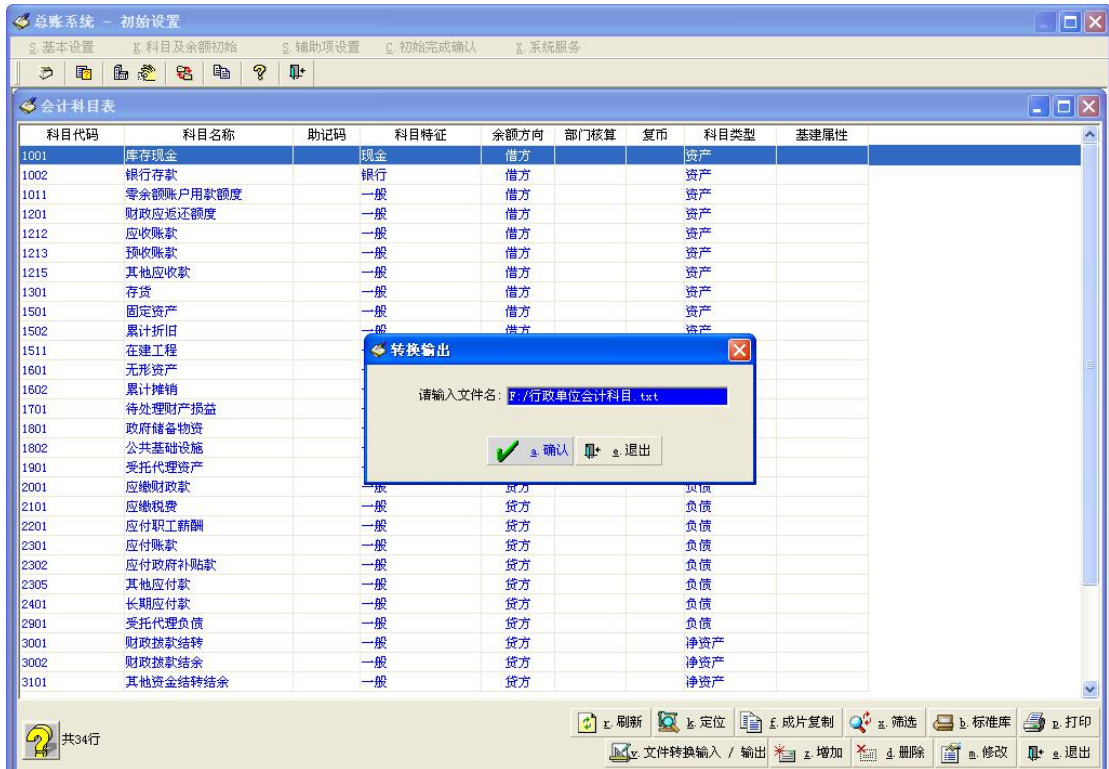 总账系统 - 初始设置
S.基本设置 K.科目及余额初始 S.辅助项设置 C.初始完成确认 X.系统服务
会计科目表
科目代码 科目名称 助记码 科目特征 余额方向 部门核算 复币 科目类型 基建属性
1001 库存现金 现金 借方 资产
1002 银行存款 银行 借方 资产
1011 零余额账户用款额度 一般 借方 资产
1201 财政应返还额度 一般 借方 资产
1212 应收账款 一般 借方 资产
1213 预收账款 一般 借方 资产
1215 其他应收款 一般 借方 资产
1301 存货 一般 借方 资产
1501 固定资产 一般 借方 资产
1502 累计折旧 一般 借方 资产
1511 在建工程
1601 无形资产
1602 累计摊销
1701 待处理财产损益
1801 政府储备物资
1802 公共基础设施
1901 受托代理资产
2001 应缴财政款 一般 贷方 负债
2101 应缴税费 一般 贷方 负债
2201 应付职工薪酬 一般 贷方 负债
2301 应付账款 一般 贷方 负债
2302 应付政府补贴款 一般 贷方 负债
2305 其他应付款 一般 贷方 负债
2401 长期应付款 一般 贷方 负债
2901 受托代理负债 一般 贷方 负债
3001 财政拨款结转 一般 贷方 净资产
3002 财政拨款结余 一般 贷方 净资产
3101 其他资金结转结余 一般 贷方 净资产
转换输出
请输入文件名: F:/行政单位会计科目.txt
a.确认 e.退出
共34行
r.刷新 k.定位 f.成片复制 x.筛选 b.标准库 p.打印
v.文件转换输入 / 输出 z.增加 d.删除 m.修改 e.退出